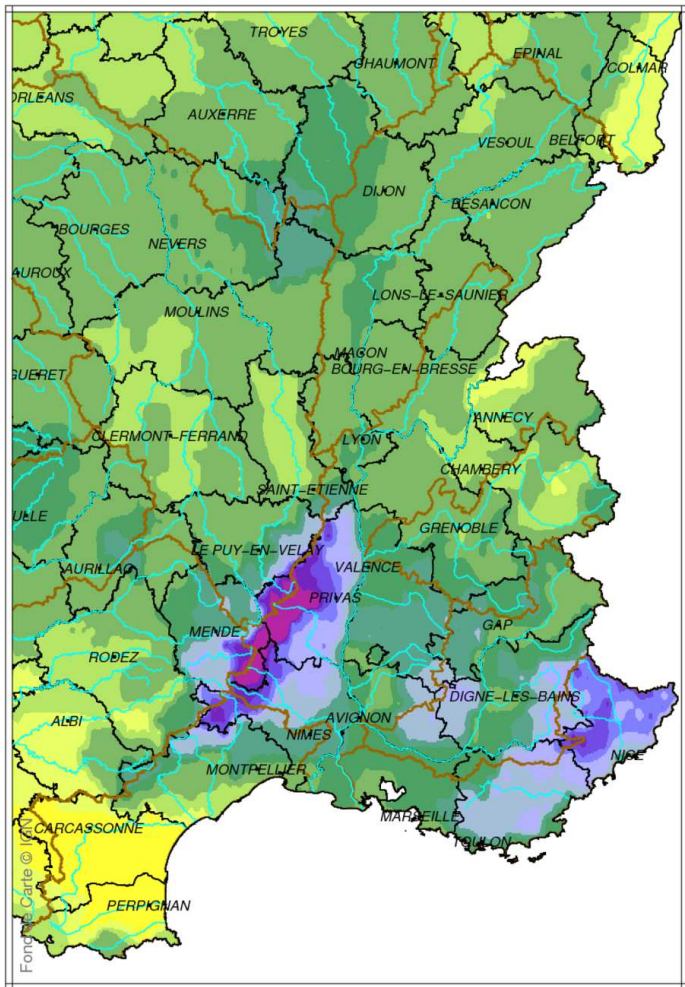 TROYES
CHAUMONT
EPINAL
COLMAR
ORLEANS
AUXERRE
VESOUL
BELFORT
DIJON
BESANCON
BOURGES
NEVERS
AUROUX
LONS-LE-SAUNIER
MOULINS
MACON
BOURG-EN-BRESSE
GUERET
ANNECY
CLERMONT-FERRAND
LYON
CHAMBERY
SAINT-ETIENNE
ULLE
GRENOBLE
LE PUY-EN-VELAY
AURILLAC
VALENCE
PRIVAS
MENDE
GAP
RODEZ
DIGNE-LES-BAINS
ALBI
AVIGNON
NIMES
NICE
MONTPELLIER
MARSEILLE
CARCASSONNE
TOULON
PERPIGNAN
Fond de Carte © IGN